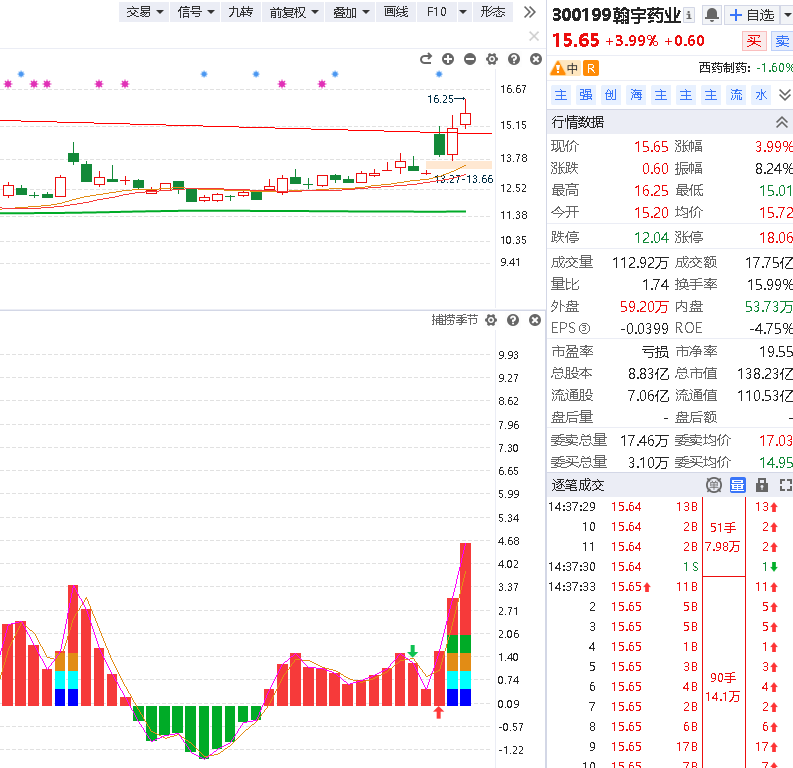 交易 信号 九转 前复权 叠加 画线 F10 形态
16.67
16.25
15.15
13.78
13.27-13.66
12.52
11.38
10.35
9.41
捕捞季节
9.93
9.27
8.62
7.96
7.30
6.65
5.99
5.34
4.68
4.02
3.37
2.71
2.06
1.40
0.74
0.09
-0.57
-1.22
300199 翰宇药业 自选
15.65 +3.99% +0.60 买 卖
中 R 西药制药: -1.60%
主 强 创 海 主 主 主 流 水
行情数据
现价 15.65 涨幅 3.99%
涨跌 0.60 振幅 8.24%
最高 16.25 最低 15.01
今开 15.20 均价 15.72
跌停 12.04 涨停 18.06
成交量 112.92万 成交额 17.75亿
量比 1.74 换手率 15.99%
外盘 59.20万 内盘 53.73万
EPS③ -0.0399 ROE -4.75%
市盈率 亏损 市净率 19.55
总股本 8.83亿 总市值 138.23亿
流通股 7.06亿 流通值 110.53亿
盘后量 - 盘后额 -
委卖总量 17.46万 委卖均价 17.03
委买总量 3.10万 委买均价 14.95
逐笔成交 单
14:37:29 15.64 13B 13
10 15.64 2B 51手 2
11 15.64 2B 7.98万 2
14:37:30 15.64 1S 1
14:37:33 15.65 11B 11
2 15.65 5B 5
3 15.65 5B 5
4 15.65 1B 1
5 15.65 3B 3
6 15.65 4B 90手 4
7 15.65 2B 14.1万 2
8 15.65 6B 6
9 15.65 17B 17
10 15.65 7B 7